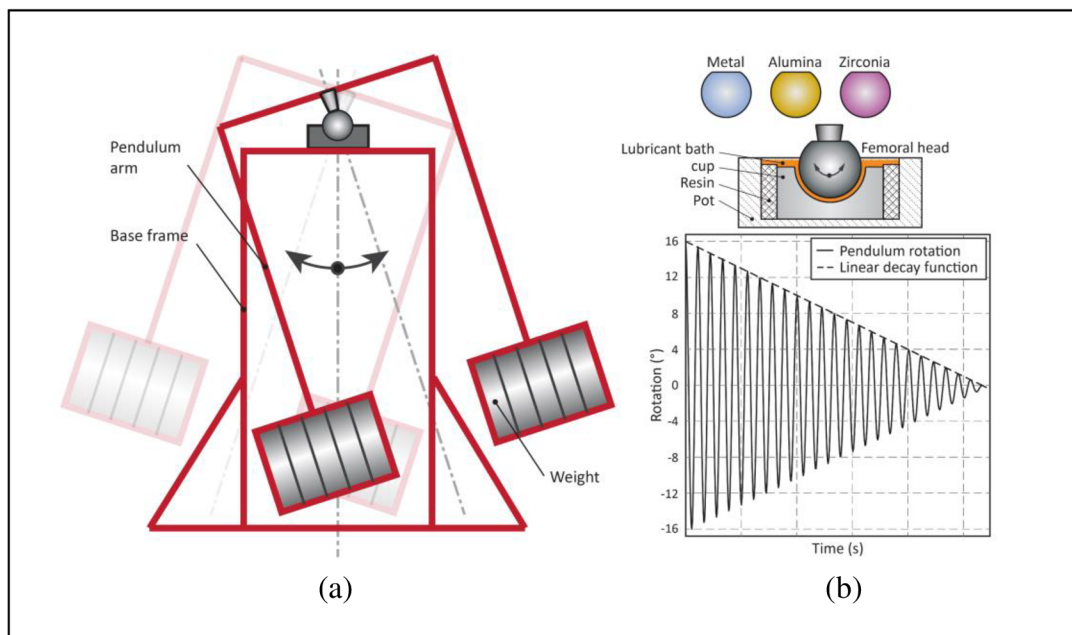 Pendulum
arm
Base frame
Weight
(a)
Metal Alumina Zirconia
Lubricant bath
Femoral head
cup
Resin
Pot
Pendulum rotation
Linear decay function
16
12
8
4
0
-4
-8
-12
-16
Rotation (°)
Time (s)
(b)